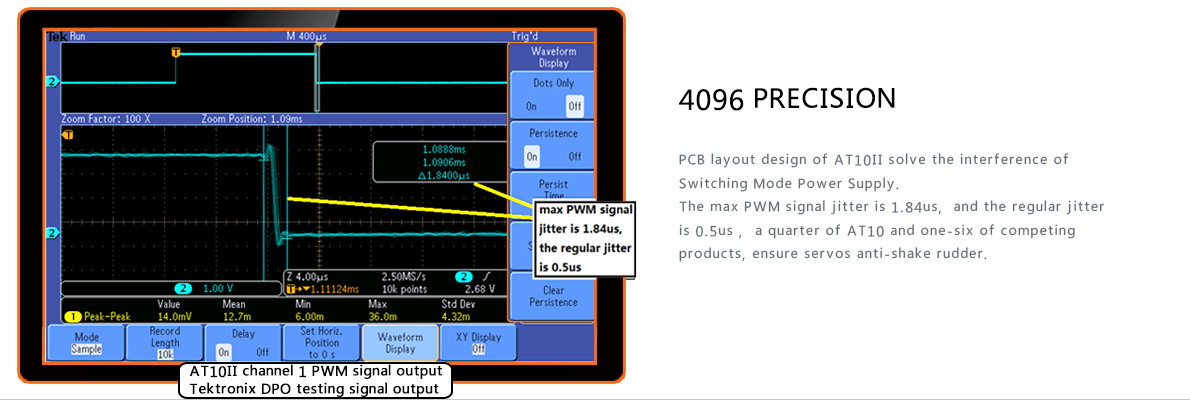 Tek Run
M 400µs
Trig'd
T
2
Waveform
Display
Dots Only
On Off
Zoom Factor: 100 X
Zoom Position: 1.09ms
T
Persistence
On Off
1.0888ms
1.0906ms
Δ1.8400µs
Persist
Time
2
max PWM signal
jitter is 1.84us,
the regular jitter
is 0.5us
Z 4.00µs
2.50MS/s
2
2 1.00 V
T→▼1.11124ms
10k points
2.68 V
Clear
Persistence
Value Mean Min Max Std Dev
1 Peak-Peak 14.0mV 12.7m 6.00m 36.0m 4.32m
Mode
Sample
Record
Length
10k
Delay
On Off
Set Horiz.
Position
to 0 s
Waveform
Display
XY Display
Off
AT10II channel 1 PWM signal output
Tektronix DPO testing signal output
4096 PRECISION
PCB layout design of AT10II solve the interference of
Switching Mode Power Supply.
The max PWM signal jitter is 1.84us, and the regular jitter
is 0.5us , a quarter of AT10 and one-six of competing
products, ensure servos anti-shake rudder.